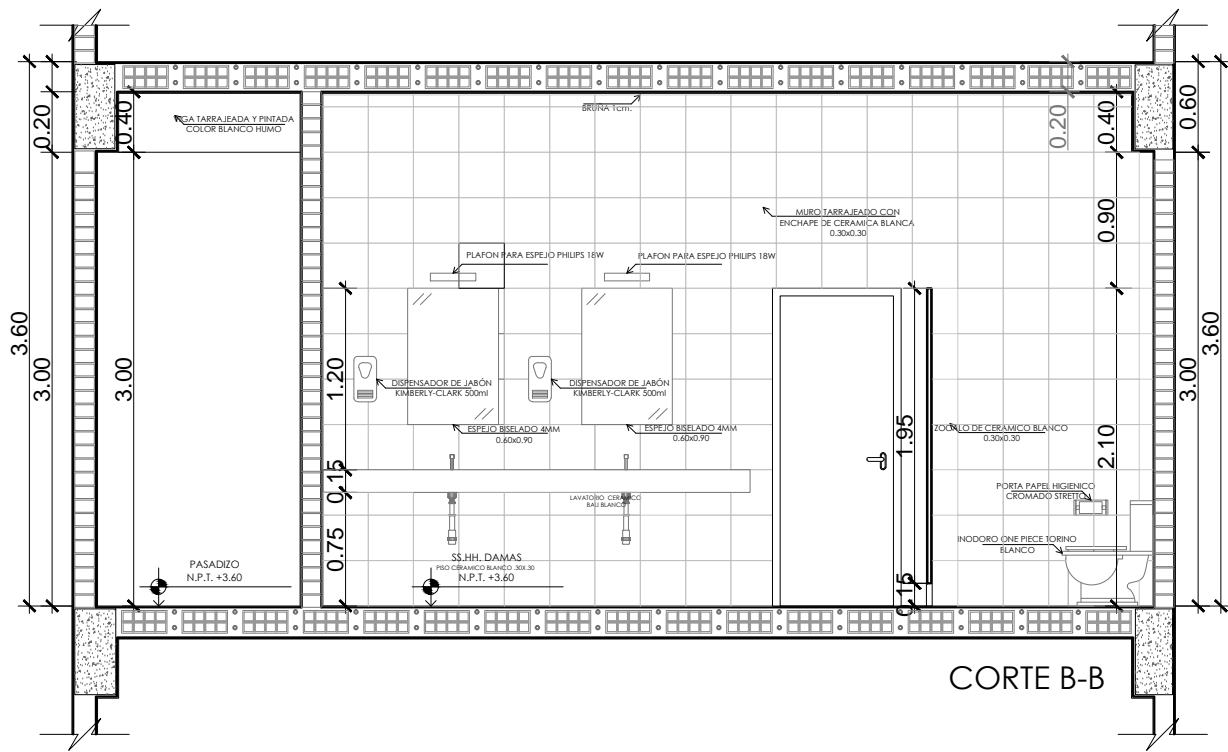 BRUÑA 1cm.
VIGA TARRAJEADA Y PINTADA
COLOR BLANCO HUMO
0.20
0.40
0.20
0.40
0.60
MURO TARRAJEADO CON
ENCHAPE DE CERAMICA BLANCA
0.30x0.30
0.90
PLAFON PARA ESPEJO PHILIPS 18W
PLAFON PARA ESPEJO PHILIPS 18W
3.60
3.00
3.00
1.20
DISPENSADOR DE JABÓN
KIMBERLY-CLARK 500ml
DISPENSADOR DE JABÓN
KIMBERLY-CLARK 500ml
ESPEJO BISELADO 4MM
0.60x0.90
ESPEJO BISELADO 4MM
0.60x0.90
1.95
ZOCALO DE CERAMICO BLANCO
0.30x0.30
2.10
3.00
3.60
0.15
LAVATORIO CERAMICO
BALI BLANCO
PORTA PAPEL HIGIENICO
CROMADO STRETTO
0.75
INODORO ONE PIECE TORINO
BLANCO
PASADIZO
N.P.T. +3.60
SS.HH. DAMAS
PISO CERAMICO BLANCO .30X.30
N.P.T. +3.60
0.15
CORTE B-B